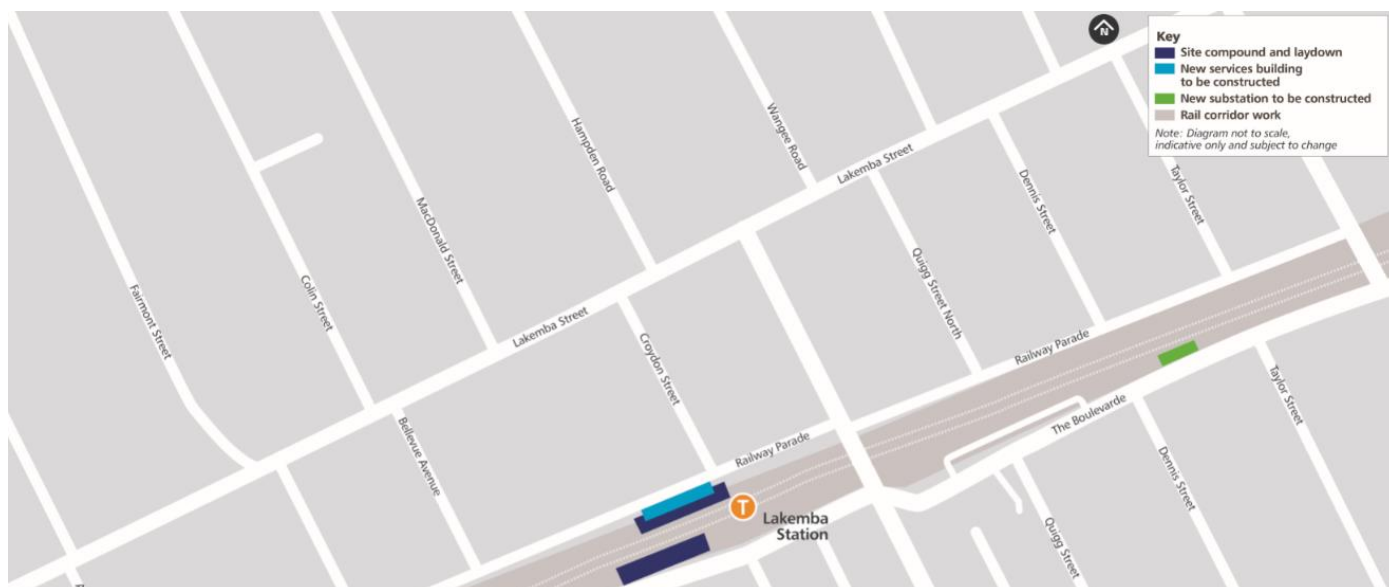 N
Key
Site compound and laydown
New services building
to be constructed
New substation to be constructed
Rail corridor work
Note: Diagram not to scale,
indicative only and subject to change
Hampden Road
Wangee Road
Lakemba Street
Dennis Street
Taylor Street
MacDonald Street
Colin Street
Fairmont Street
Quigg Street North
Lakemba Street
Croydon Street
Railway Parade
Bellevue Avenue
Railway Parade
The Boulevarde
Taylor Street
Dennis Street
Quigg Street
T
Lakemba
Station